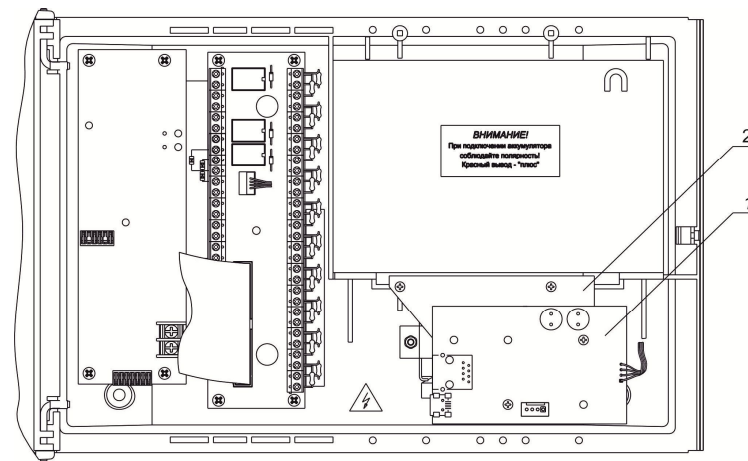 ВНИМАНИЕ!
При подключении аккумулятора
соблюдайте полярность!
Красный вывод - "плюс"
2
1